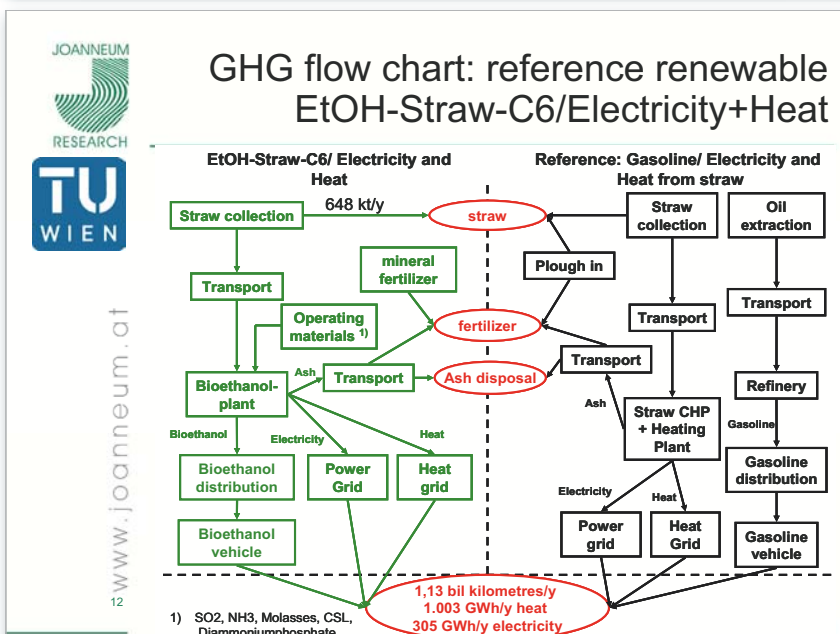 JOANNEUM
RESEARCH
TU
WIEN
www.joanneum.at
12
GHG flow chart: reference renewable
EtOH-Straw-C6/Electricity+Heat
EtOH-Straw-C6/ Electricity and
Heat
Reference: Gasoline/ Electricity and
Heat from straw
Straw collection
648 kt/y
straw
Straw
collection
Oil
extraction
mineral
fertilizer
Plough in
Transport
Operating
materials 1)
fertilizer
Transport
Transport
Transport
Ash
Transport
Ash disposal
Bioethanol-
plant
Refinery
Ash
Straw CHP
+ Heating
Plant
Gasoline
Bioethanol
Electricity
Heat
Bioethanol
distribution
Power
Grid
Heat
grid
Gasoline
distribution
Electricity
Heat
Bioethanol
vehicle
Power
grid
Heat
Grid
Gasoline
vehicle
1,13 bil kilometres/y
1.003 GWh/y heat
305 GWh/y electricity
1) SO2, NH3, Molasses, CSL,
Diammoniumphosphate